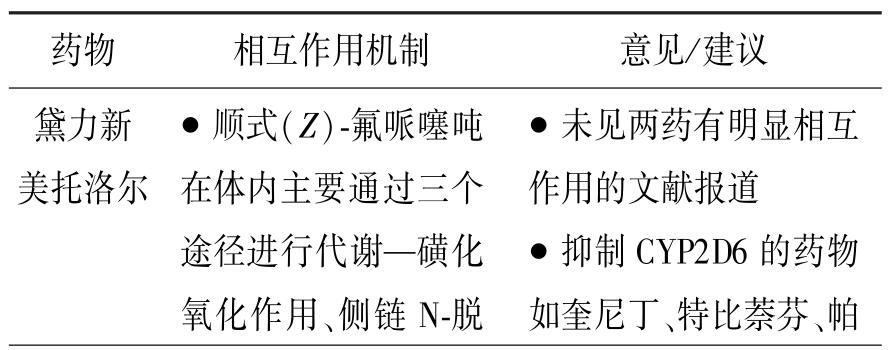 药物 相互作用机制 意见/建议
黛力新 ● 顺式(Z)-氟哌噻吨 ● 未见两药有明显相互
美托洛尔 在体内主要通过三个 作用的文献报道
途径进行代谢—磺化 ● 抑制 CYP2D6 的药物
氧化作用、侧链 N-脱 如奎尼丁、特比萘芬、帕